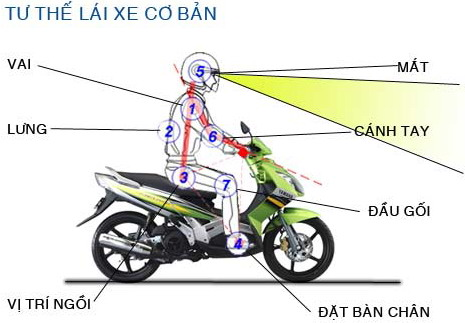 TƯ THẾ LÁI XE CƠ BẢN
VAI
5
MẮT
1
LƯNG
2
6
CÁNH TAY
3
7
YAMAHA
ĐẦU GỐI
4
VỊ TRÍ NGỒI
ĐẶT BÀN CHÂN